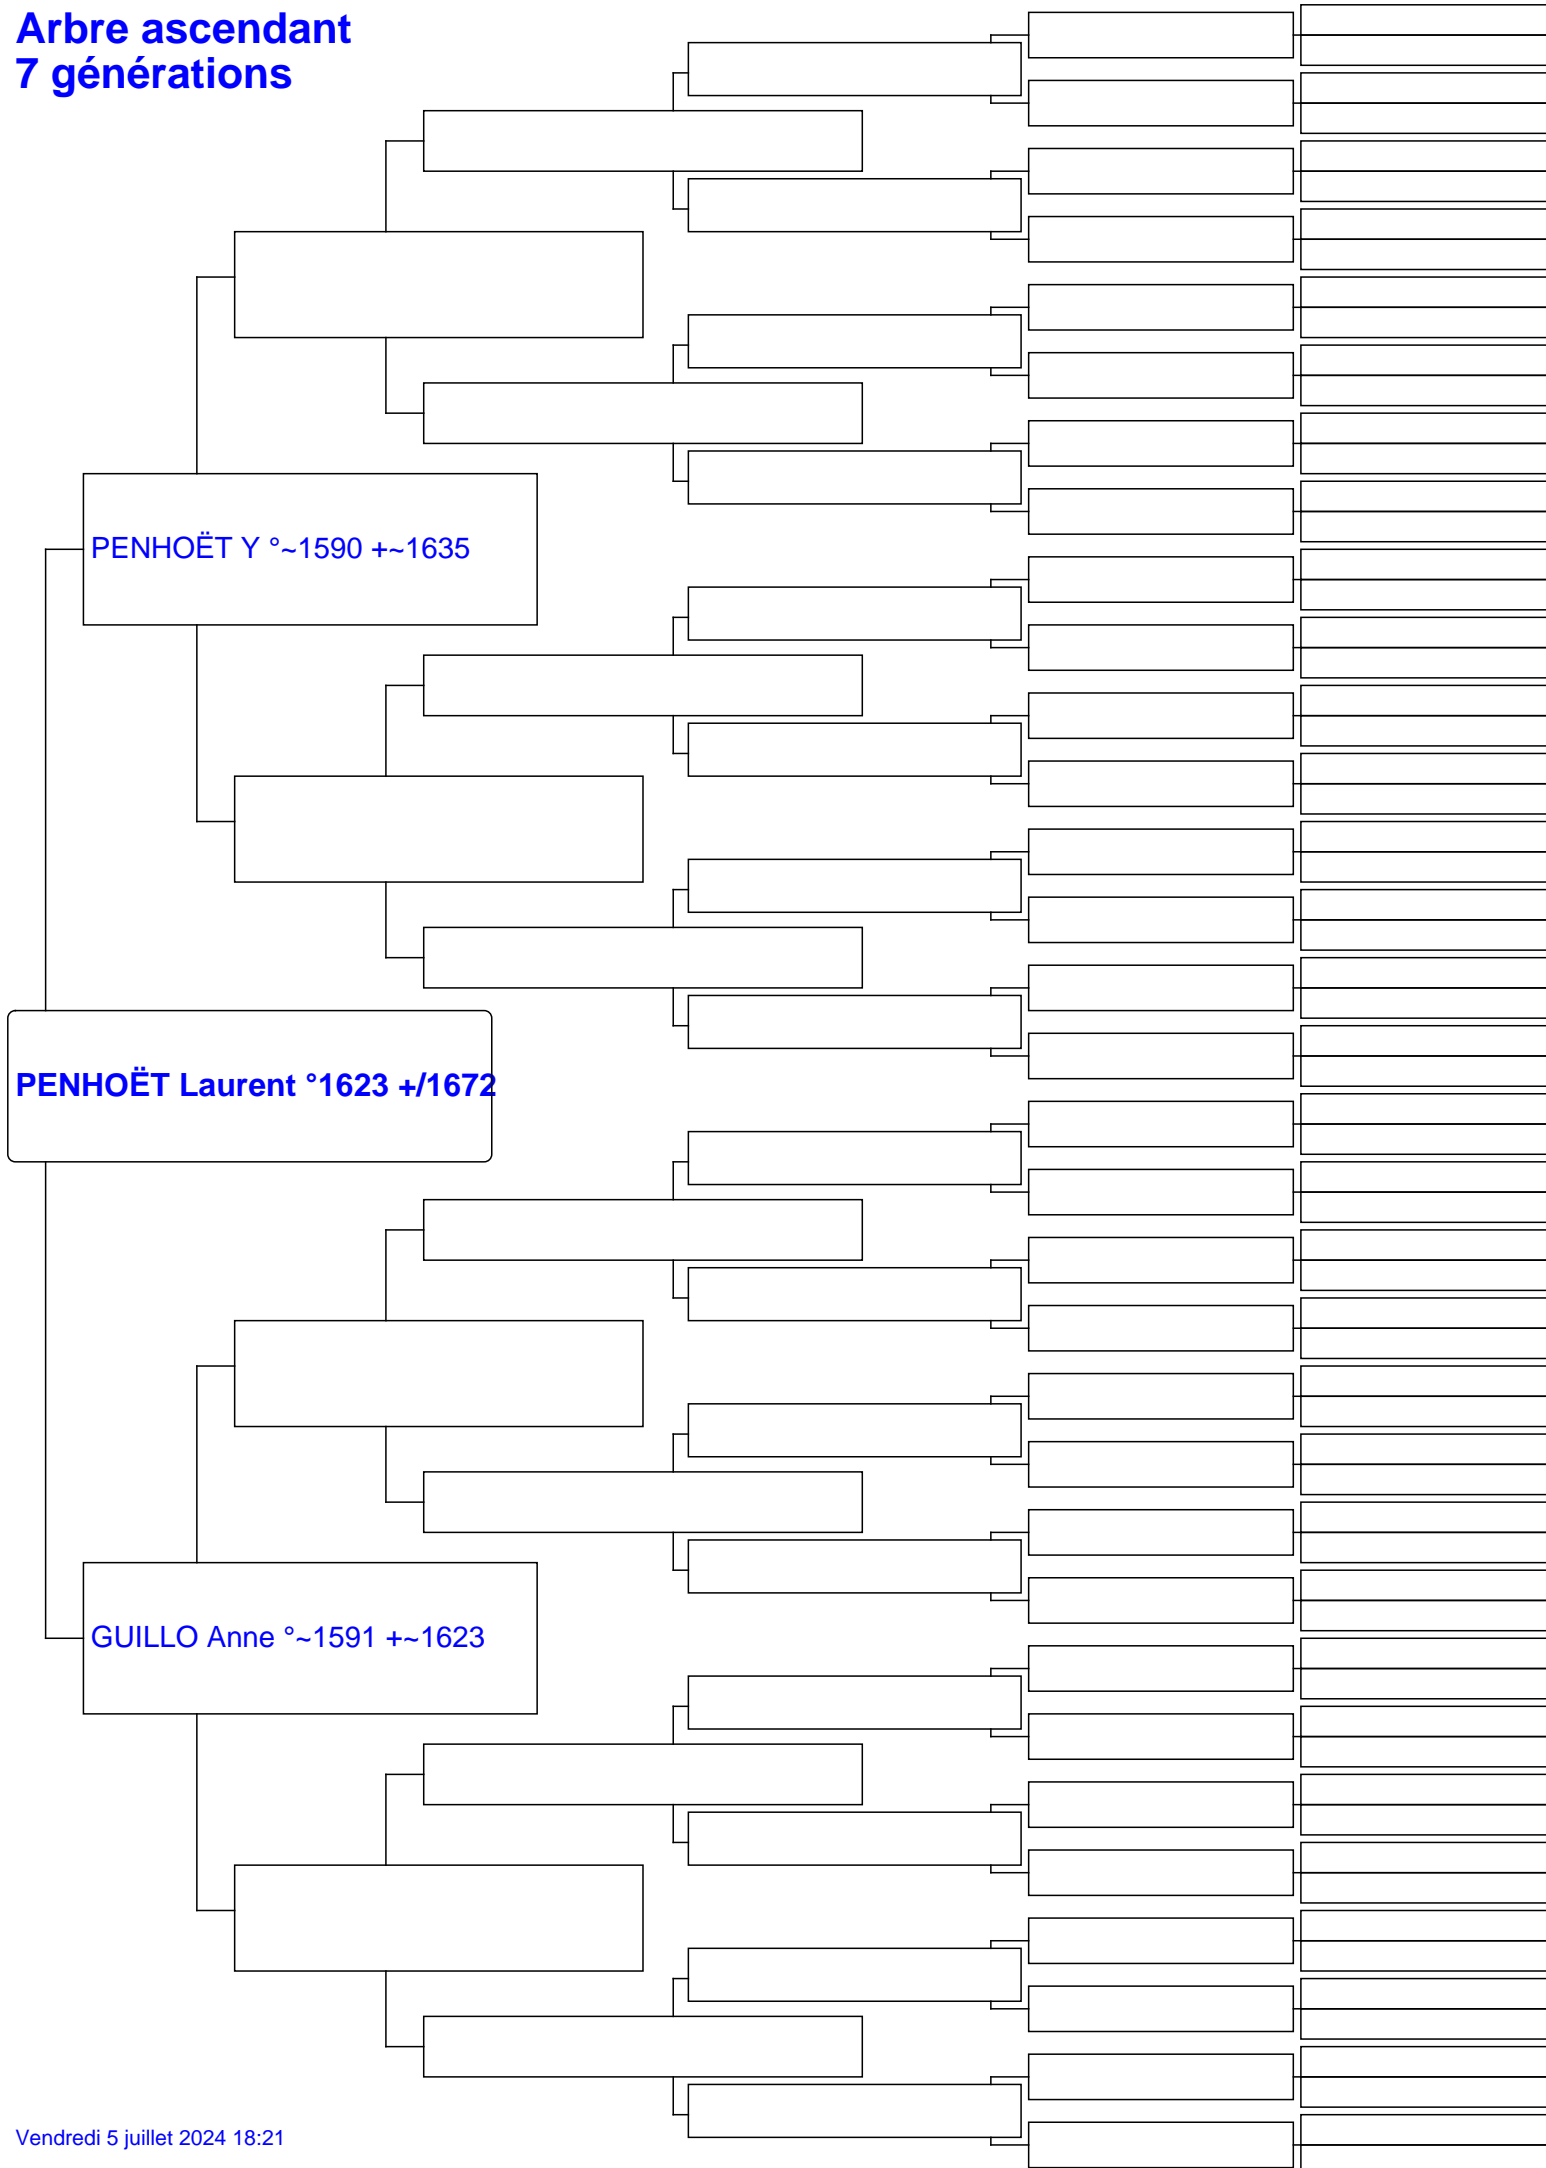 Arbre ascendant
7 générations
PENHOËT Y °~1590 +~1635
PENHOËT Laurent °1623 +/1672
GUILLO Anne °~1591 +~1623
Vendredi 5 juillet 2024 18:21